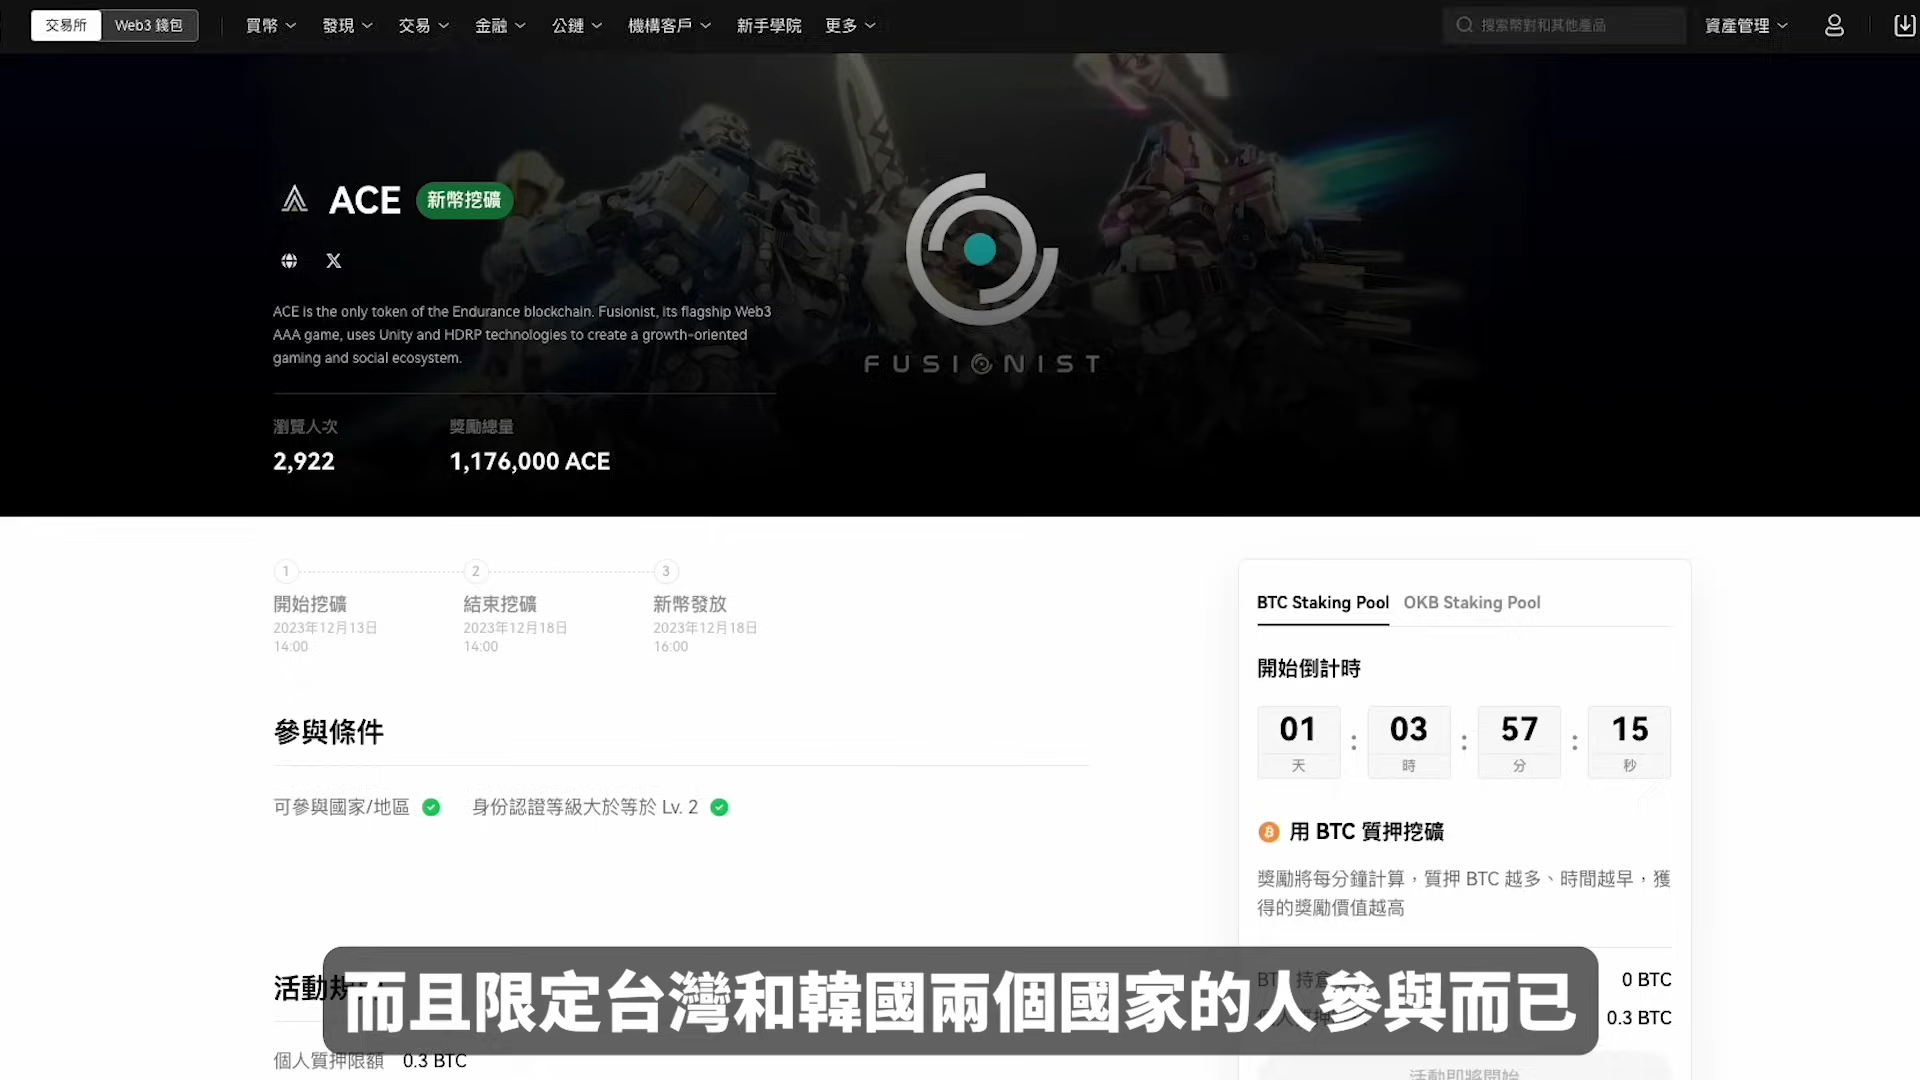 交易所 Web3 錢包 買幣 發現 交易 金融 公鏈 機構客戶 新手學院 更多 搜索幣對和其他產品 資產管理
ACE 新幣挖礦
ACE is the only token of the Endurance blockchain. Fusionist, its flagship Web3
AAA game, uses Unity and HDRP technologies to create a growth-oriented
gaming and social ecosystem.
FUSIONIST
瀏覽人次 獎勵總量
2,922 1,176,000 ACE
1 2 3
開始挖礦 結束挖礦 新幣發放
2023年12月13日 2023年12月18日 2023年12月18日
14:00 14:00 16:00
參與條件
可參與國家/地區 身份認證等級大於等於 Lv. 2
BTC Staking Pool OKB Staking Pool
開始倒計時
01 : 03 : 57 : 15
天 時 分 秒
用 BTC 質押挖礦
獎勵將每分鐘計算，質押 BTC 越多、時間越早，獲
得的獎勵價值越高
活動
0 BTC
0.3 BTC
而且限定台灣和韓國兩個國家的人參與而已
個人質押限額 0.3 BTC
活動即將開始